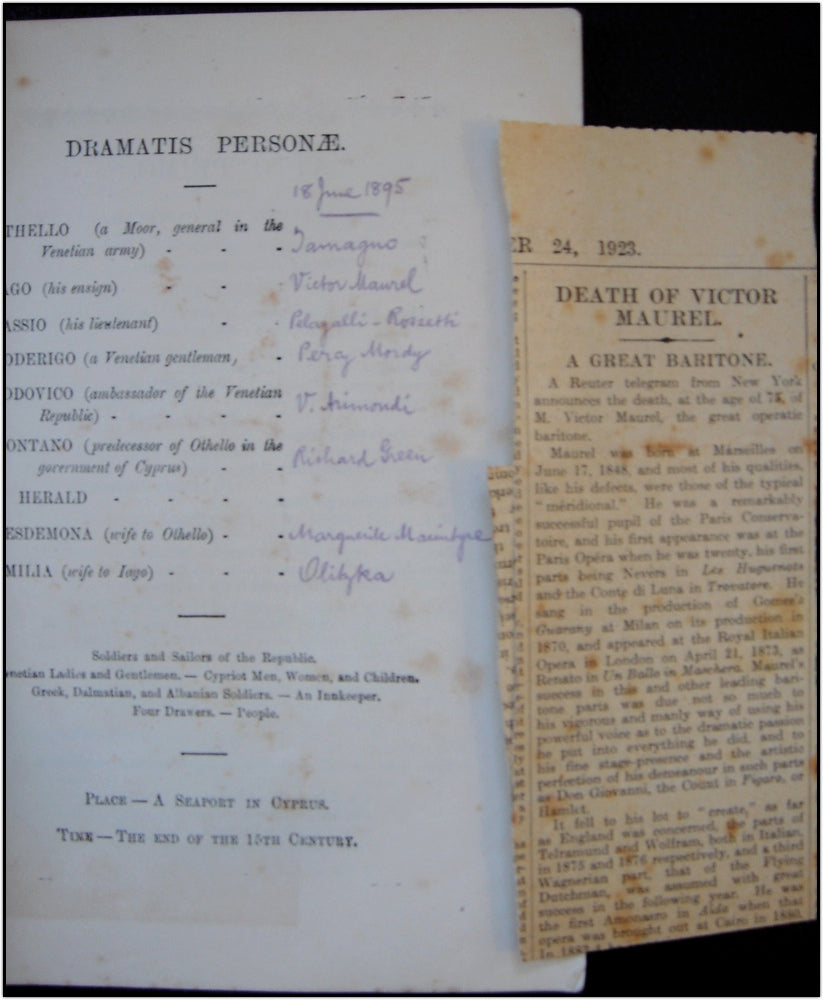 DRAMATIS PERSONÆ.
18 June 1895
THELLO (a Moor, general in the
Venetian army) - - - Tamagno
AGO (his ensign) - - Victor Maurel
ASSIO (his lieutenant) - - Pelagalli-Rossetti
ODERIGO (a Venetian gentleman, - Percy Mordy
ODOVICO (ambassador of the Venetian
Republic) - - - - V. Arimondi
ONTANO (predecessor of Othello in the
government of Cyprus) - - Richard Green
HERALD - - - - -
ESDEMONA (wife to Othello) - - - Marguerite Macintyre
MILIA (wife to Iago) - - - Olitzka
Soldiers and Sailors of the Republic.
enetian Ladies and Gentlemen. — Cypriot Men, Women, and Children.
Greek, Dalmatian, and Albanian Soldiers. — An Innkeeper.
Four Drawers. — People.
PLACE — A SEAPORT IN CYPRUS.
TIME — THE END OF THE 15TH CENTURY.
ER 24, 1923.
DEATH OF VICTOR
MAUREL.
A GREAT BARITONE.
A Reuter telegram from New York
announces the death, at the age of 75, of
M. Victor Maurel, the great operatic
baritone.
Maurel was born at Marseilles on
June 17, 1848, and most of his qualities,
like his defects, were those of the typical
"méridional." He was a remarkably
successful pupil of the Paris Conserva-
toire, and his first appearance was at the
Paris Opéra when he was twenty, his first
parts being Nevers in Les Huguenots
and the Conte di Luna in Trovatore. He
sang in the production of Gomes's
Guarany at Milan on its production in
1870, and appeared at the Royal Italian
Opera in London on April 21, 1873, as
Renato in Un Ballo in Maschera. Maurel's
success in this and other leading bari-
tone parts was due not so much to
his vigorous and manly way of using his
powerful voice as to the dramatic passion
he put into everything he did, and to
his fine stage-presence and the artistic
perfection of his demeanour in such parts
as Don Giovanni, the Count in Figaro, or
Hamlet.
It fell to his lot to "create," as far
as England was concerned, the parts of
Telramund and Wolfram, both in Italian,
in 1875 and 1876 respectively, and a third
Wagnerian part, that of the Flying
Dutchman, was assumed with great
success in the following year. He was
the first Amonasro in Aida when that
opera was brought out at Cairo in 1880.
In 1883